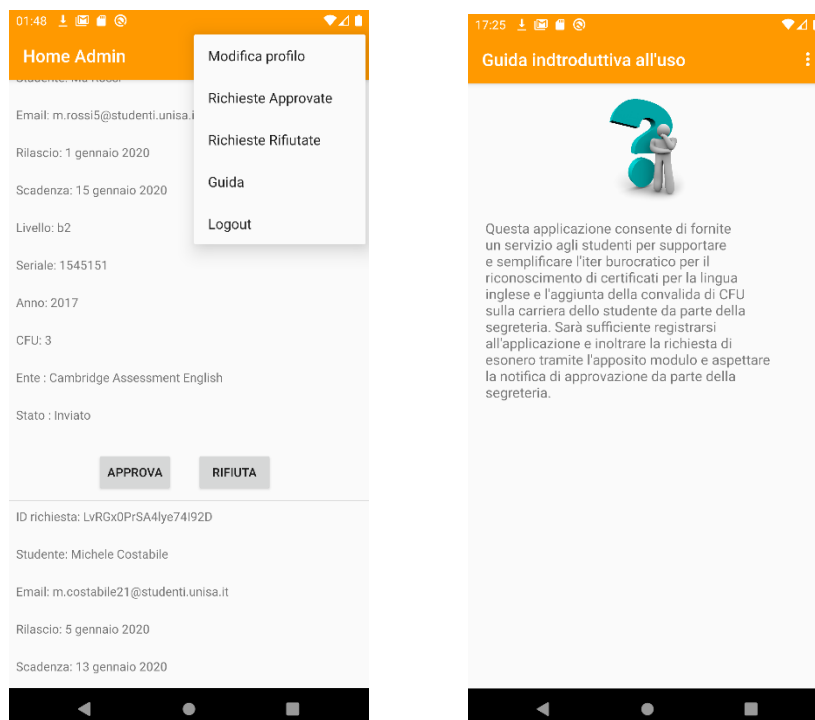 01:48
Home Admin
Modifica profilo
Richieste Approvate
Richieste Rifiutate
Guida
Logout
Email: m.rossi5@studenti.unisa.i
Rilascio: 1 gennaio 2020
Scadenza: 15 gennaio 2020
Livello: b2
Seriale: 1545151
Anno: 2017
CFU: 3
Ente : Cambridge Assessment English
Stato : Inviato
APPROVA RIFIUTA
ID richiesta: LvRGx0PrSA4lye74I92D
Studente: Michele Costabile
Email: m.costabile21@studenti.unisa.it
Rilascio: 5 gennaio 2020
Scadenza: 13 gennaio 2020
17:25
Guida indtroduttiva all'uso
Questa applicazione consente di fornite
un servizio agli studenti per supportare
e semplificare l'iter burocratico per il
riconoscimento di certificati per la lingua
inglese e l'aggiunta della convalida di CFU
sulla carriera dello studente da parte della
segreteria. Sarà sufficiente registrarsi
all'applicazione e inoltrare la richiesta di
esonero tramite l'apposito modulo e aspettare
la notifica di approvazione da parte della
segreteria.